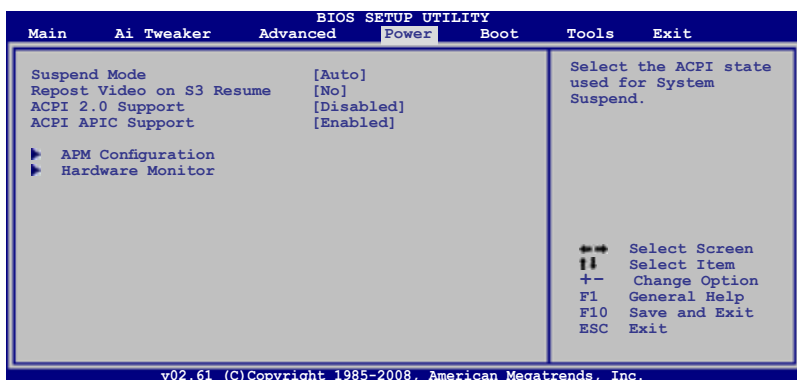 BIOS SETUP UTILITY
Main Ai Tweaker Advanced Power Boot Tools Exit
Suspend Mode [Auto]
Repost Video on S3 Resume [No]
ACPI 2.0 Support [Disabled]
ACPI APIC Support [Enabled]
APM Configuration
Hardware Monitor
Select the ACPI state
used for System
Suspend.
Select Screen
Select Item
+- Change Option
F1 General Help
F10 Save and Exit
ESC Exit
v02.61 (C)Copyright 1985-2008, American Megatrends, Inc.